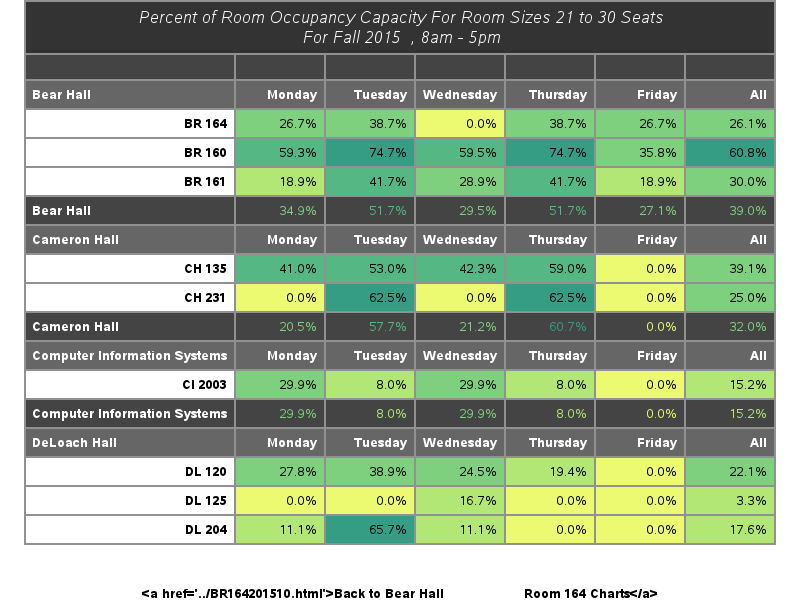 Percent of Room Occupancy Capacity For Room Sizes 21 to 30 Seats
For Fall 2015 , 8am - 5pm
Bear Hall Monday Tuesday Wednesday Thursday Friday All
BR 164 26.7% 38.7% 0.0% 38.7% 26.7% 26.1%
BR 160 59.3% 74.7% 59.5% 74.7% 35.8% 60.8%
BR 161 18.9% 41.7% 28.9% 41.7% 18.9% 30.0%
Bear Hall 34.9% 51.7% 29.5% 51.7% 27.1% 39.0%
Cameron Hall Monday Tuesday Wednesday Thursday Friday All
CH 135 41.0% 53.0% 42.3% 59.0% 0.0% 39.1%
CH 231 0.0% 62.5% 0.0% 62.5% 0.0% 25.0%
Cameron Hall 20.5% 57.7% 21.2% 60.7% 0.0% 32.0%
Computer Information Systems Monday Tuesday Wednesday Thursday Friday All
CI 2003 29.9% 8.0% 29.9% 8.0% 0.0% 15.2%
Computer Information Systems 29.9% 8.0% 29.9% 8.0% 0.0% 15.2%
DeLoach Hall Monday Tuesday Wednesday Thursday Friday All
DL 120 27.8% 38.9% 24.5% 19.4% 0.0% 22.1%
DL 125 0.0% 0.0% 16.7% 0.0% 0.0% 3.3%
DL 204 11.1% 65.7% 11.1% 0.0% 0.0% 17.6%
<a href='../BR164201510.html'>Back to Bear Hall Room 164 Charts</a>